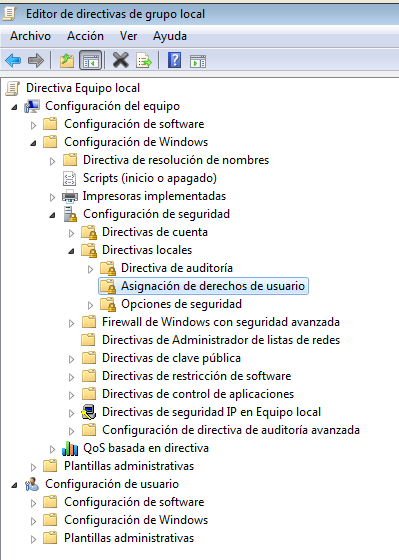 Editor de directivas de grupo local
Archivo Acción Ver Ayuda
Directiva Equipo local
Configuración del equipo
Configuración de software
Configuración de Windows
Directiva de resolución de nombres
Scripts (inicio o apagado)
Impresoras implementadas
Configuración de seguridad
Directivas de cuenta
Directivas locales
Directiva de auditoría
Asignación de derechos de usuario
Opciones de seguridad
Firewall de Windows con seguridad avanzada
Directivas de Administrador de listas de redes
Directivas de clave pública
Directivas de restricción de software
Directivas de control de aplicaciones
Directivas de seguridad IP en Equipo local
Configuración de directiva de auditoría avanzada
QoS basada en directiva
Plantillas administrativas
Configuración de usuario
Configuración de software
Configuración de Windows
Plantillas administrativas